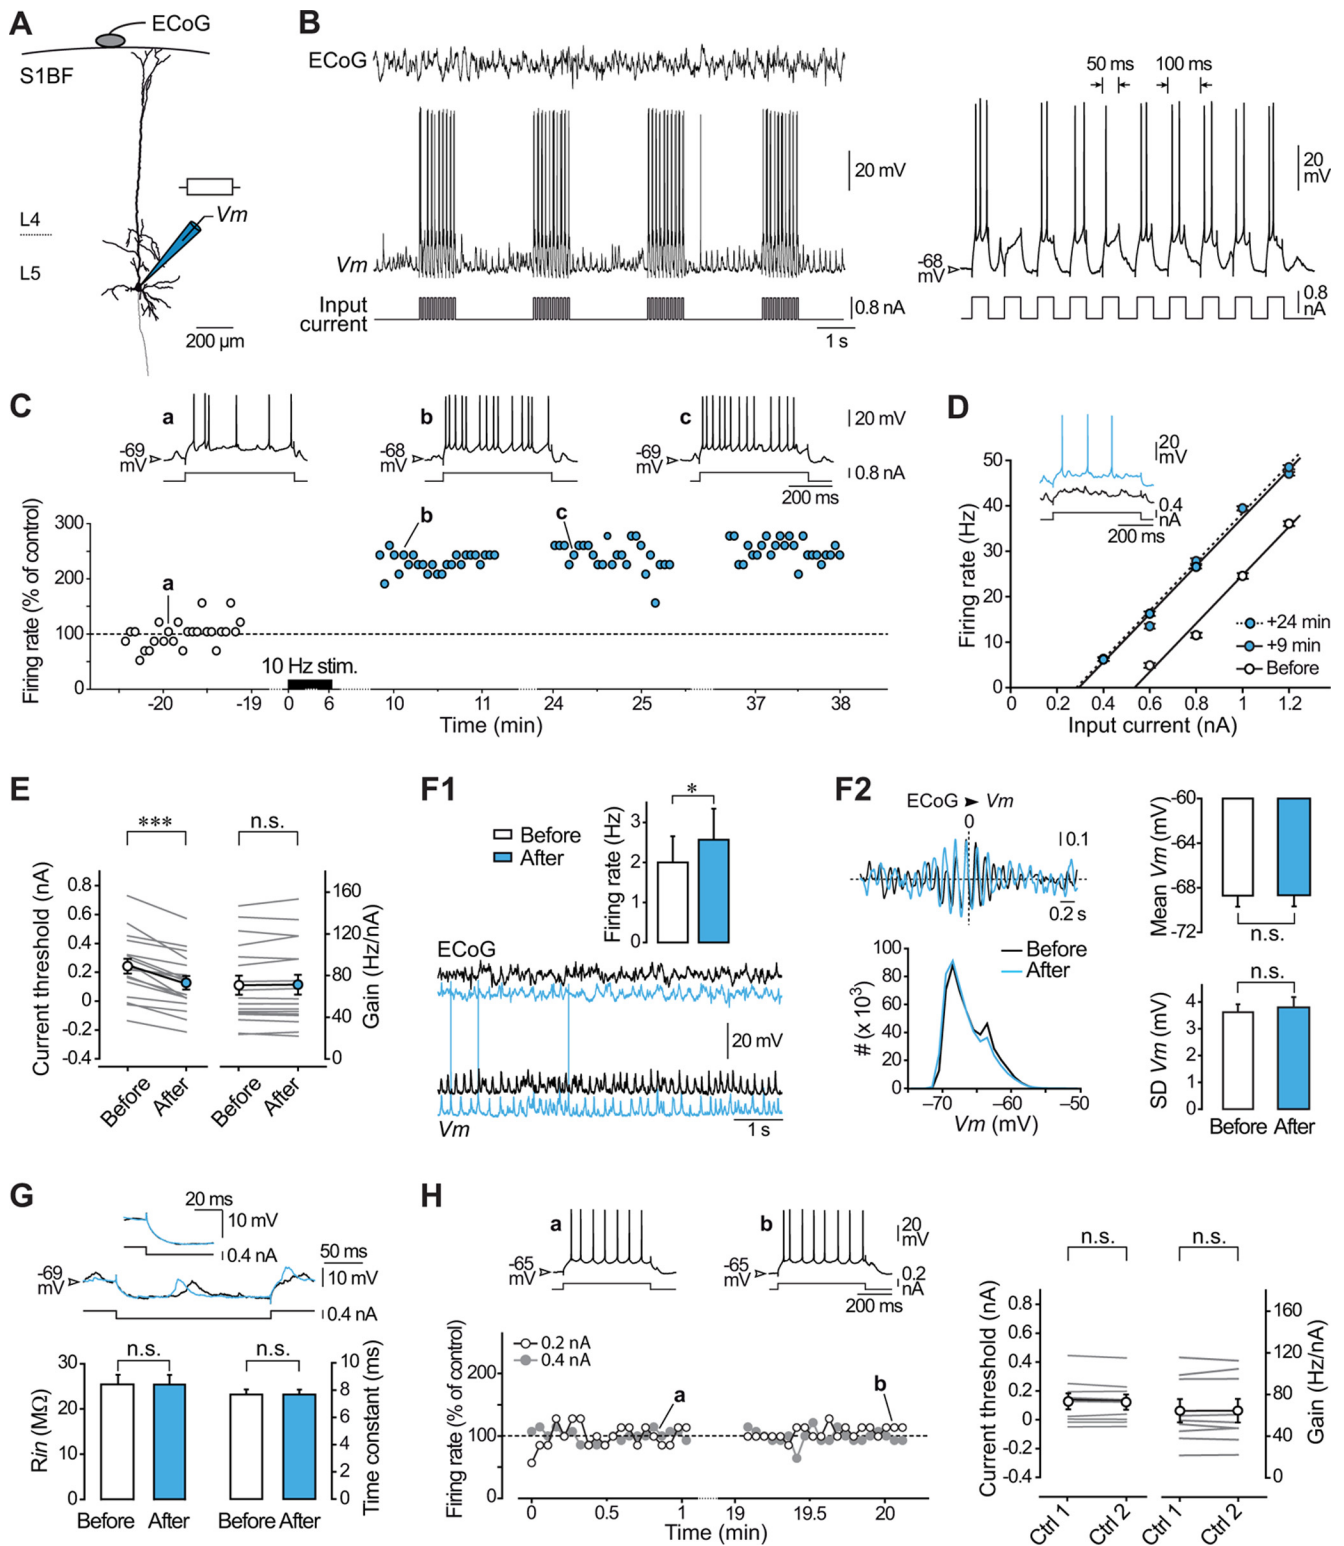 A
ECoG
S1BF
L4
L5
Vm
200 µm
B
ECoG
20 mV
Vm
Input
current
0.8 nA
1 s
50 ms
100 ms
20
mV
-68
mV
0.8
nA
C
a
-69
mV
b
-68
mV
c
-69
mV
20 mV
0.8 nA
200 ms
Firing rate (% of control)
300
200
100
0
a
b
c
10 Hz stim.
-20
-19
0
6
10
11
24
25
37
38
Time (min)
D
20
mV
0.4
nA
200 ms
Firing rate (Hz)
50
40
30
20
10
0
+24 min
+9 min
Before
0
0.2
0.4
0.6
0.8
1
1.2
Input current (nA)
E
***
n.s.
Current threshold (nA)
0.8
0.6
0.4
0.2
0
-0.2
-0.4
160
120
80
40
0
Gain (Hz/nA)
Before
After
Before
After
F1
Before
After
*
Firing rate (Hz)
3
2
1
0
ECoG
20 mV
Vm
1 s
F2
ECoG ► Vm
0
0.1
0.2 s
# (x 10³)
100
80
60
40
20
0
Before
After
−70
−60
−50
Vm (mV)
Mean Vm (mV)
-60
-64
-68
-72
n.s.
n.s.
SD Vm (mV)
4
3
2
1
0
Before
After
G
20 ms
10 mV
0.4 nA
50 ms
-69
mV
10 mV
0.4 nA
n.s.
n.s.
Rin (MΩ)
30
20
10
0
10
8
6
4
2
0
Time constant (ms)
Before
After
Before
After
H
a
-65
mV
b
-65
mV
20
mV
0.2
nA
200 ms
0.2 nA
0.4 nA
Firing rate (% of control)
200
100
0
a
b
0
0.5
1
19
19.5
20
Time (min)
n.s.
n.s.
Current threshold (nA)
0.8
0.6
0.4
0.2
0
-0.2
-0.4
160
120
80
40
0
Gain (Hz/nA)
Ctrl 1
Ctrl 2
Ctrl 1
Ctrl 2